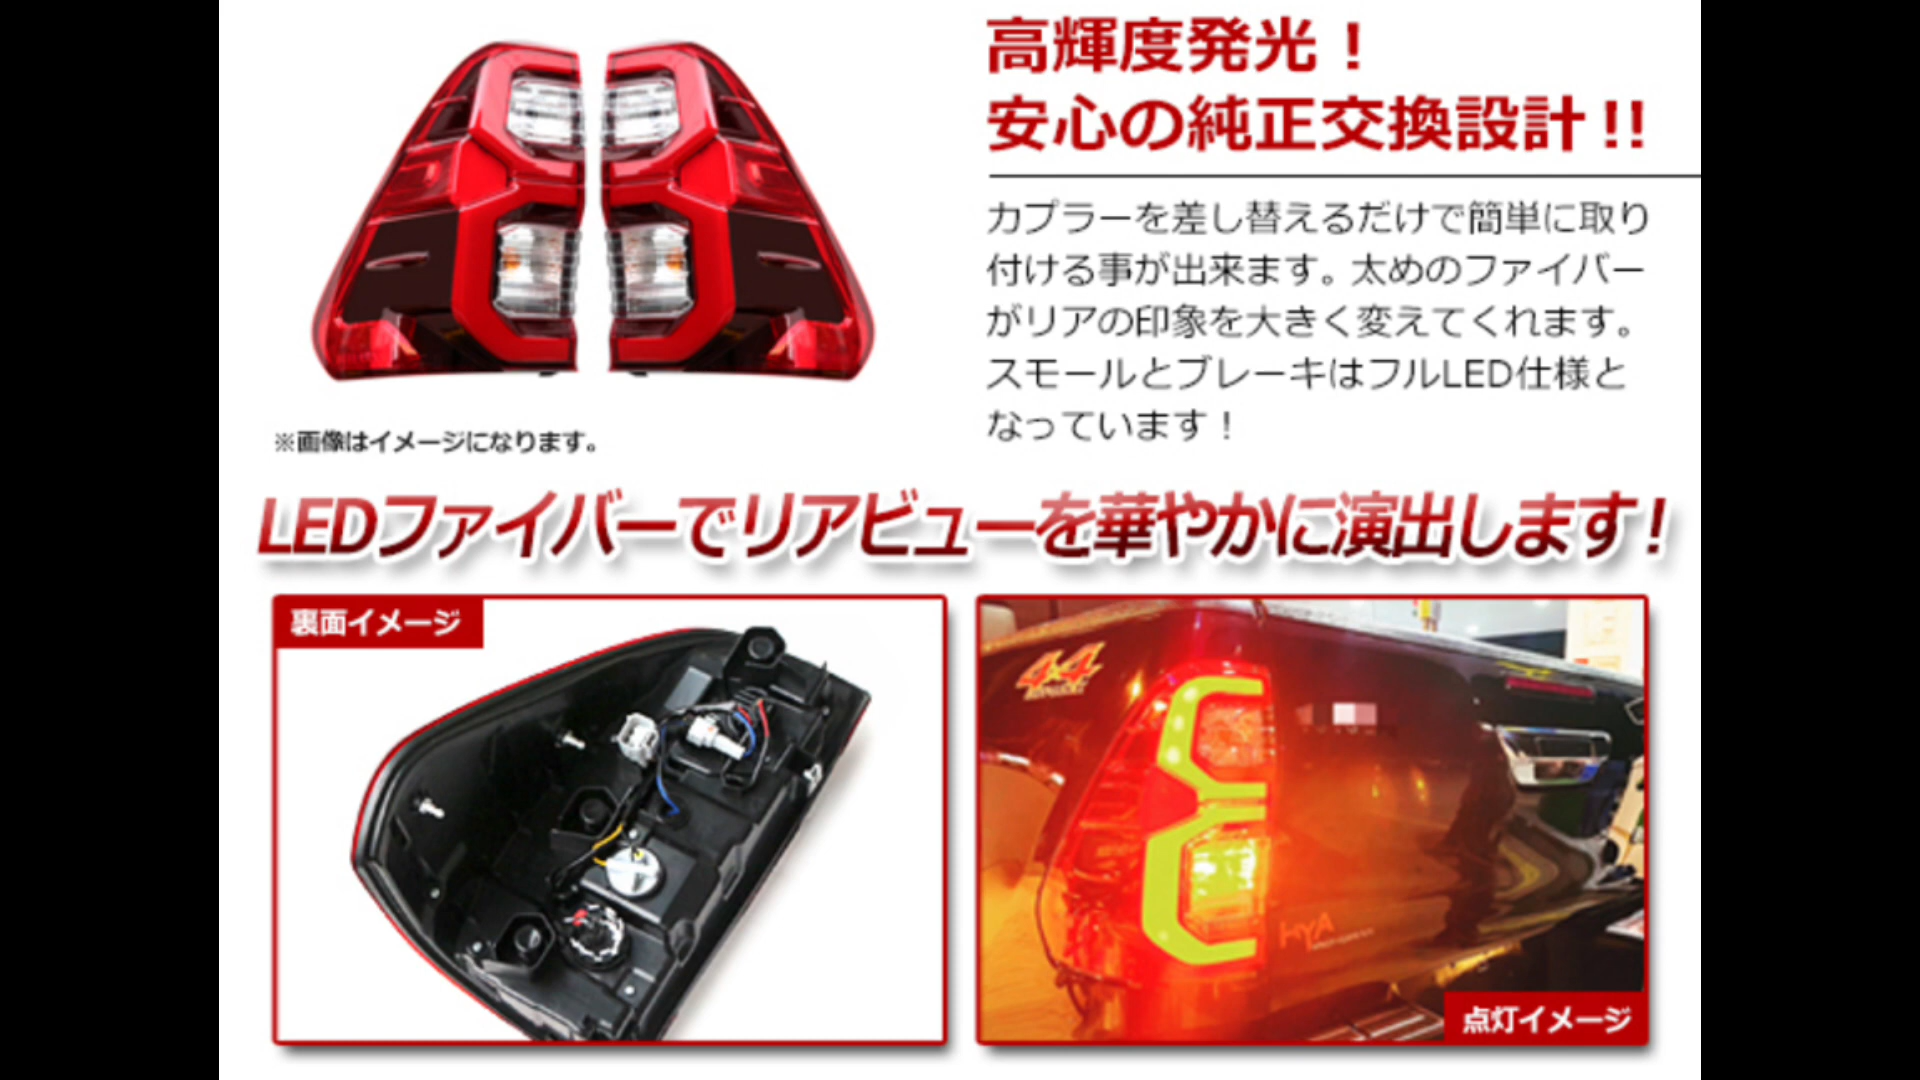 高輝度発光！
安心の純正交換設計!!
カプラーを差し替えるだけで簡単に取り
付ける事が出来ます。太めのファイバー
がリアの印象を大きく変えてくれます。
スモールとブレーキはフルLED仕様と
なっています！
※画像はイメージになります。
LEDファイバーでリアビューを華やかに演出します！
裏面イメージ
4x4
HYA
点灯イメージ